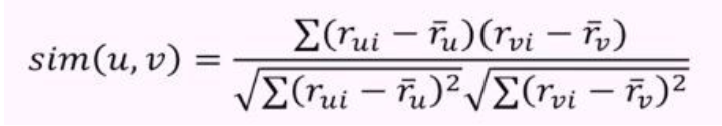 sim(u, v) = \frac{\sum(r_{ui} - \bar{r}_u)(r_{vi} - \bar{r}_v)}{\sqrt{\sum(r_{ui} - \bar{r}_u)^2}\sqrt{\sum(r_{vi} - \bar{r}_v)^2}}